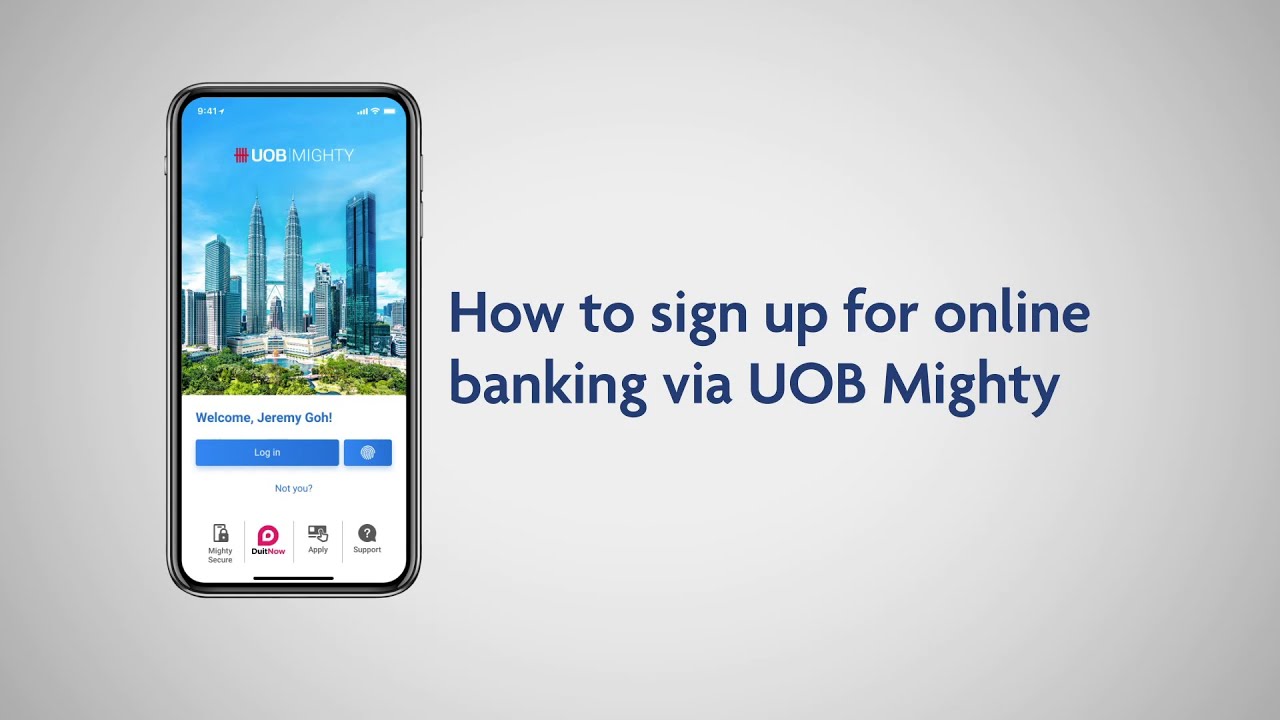 9:41
UOB | MIGHTY
How to sign up for online
banking via UOB Mighty
Welcome, Jeremy Goh!
Log in
Not you?
Mighty
Secure
DuitNow
Apply
Support